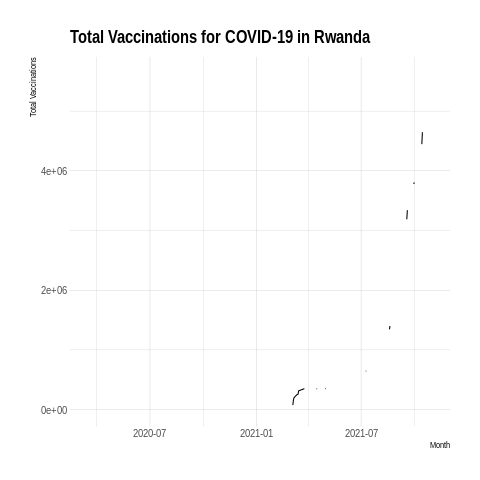 Total Vaccinations for COVID-19 in Rwanda
Total Vaccinations
4e+06
2e+06
0e+00
2020-07
2021-01
2021-07
Month